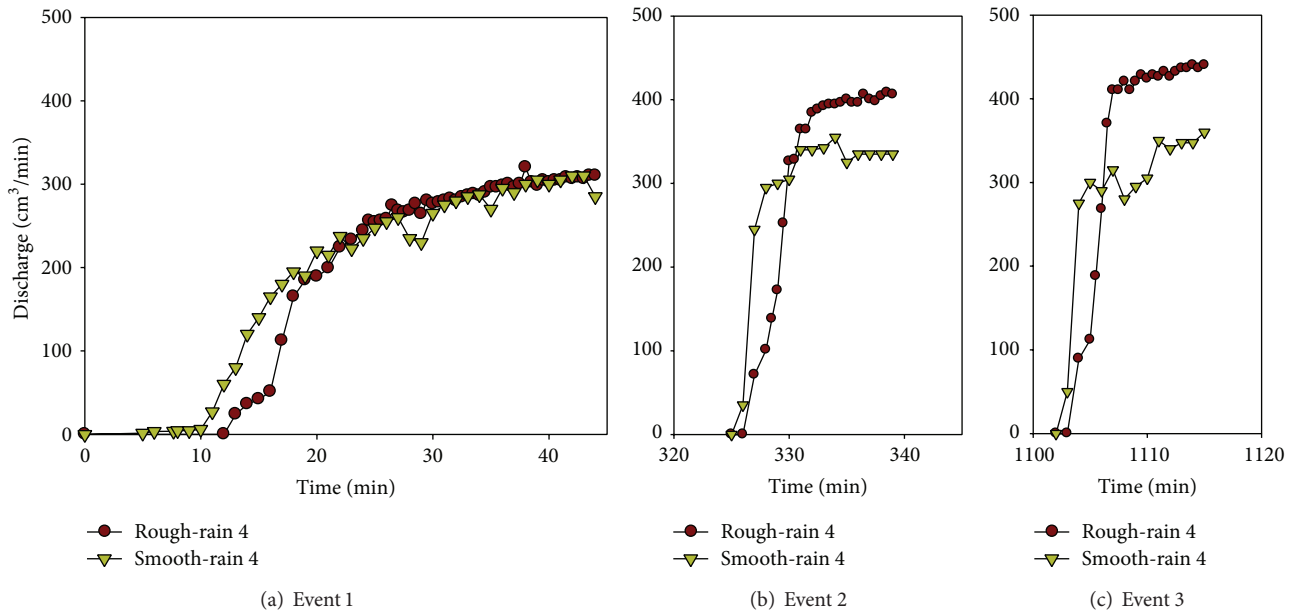 500
400
300
200
100
0
Discharge (cm³/min)
0 10 20 30 40
Time (min)
Rough-rain 4
Smooth-rain 4
(a) Event 1
500
400
300
200
100
0
320 330 340
Time (min)
Rough-rain 4
Smooth-rain 4
(b) Event 2
500
400
300
200
100
0
1100 1110 1120
Time (min)
Rough-rain 4
Smooth-rain 4
(c) Event 3